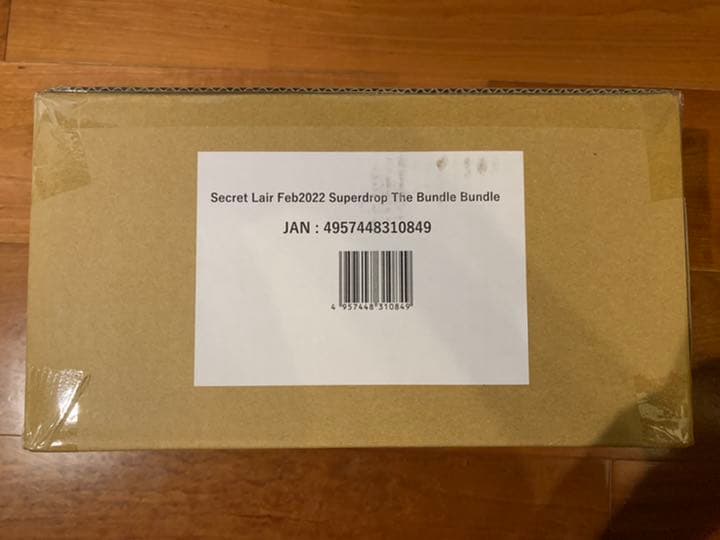 Secret Lair Feb2022 Superdrop The Bundle Bundle
JAN : 4957448310849
4 957448 310849